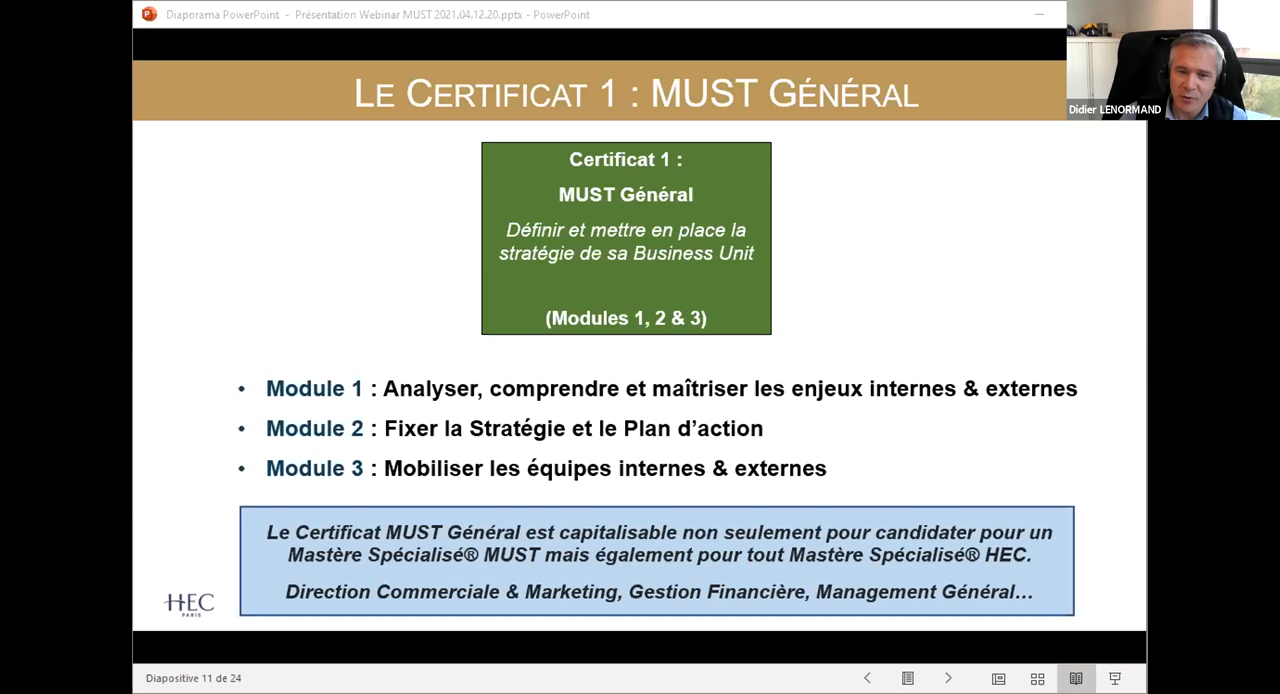 Diaporama PowerPoint - Présentation Webinar MUST 2021.04.12.20.pptx - PowerPoint
Didier LENORMAND
LE CERTIFICAT 1 : MUST GÉNÉRAL
Certificat 1 :
MUST Général
Définir et mettre en place la
stratégie de sa Business Unit
(Modules 1, 2 & 3)
• Module 1 : Analyser, comprendre et maîtriser les enjeux internes & externes
• Module 2 : Fixer la Stratégie et le Plan d’action
• Module 3 : Mobiliser les équipes internes & externes
Le Certificat MUST Général est capitalisable non seulement pour candidater pour un
Mastère Spécialisé® MUST mais également pour tout Mastère Spécialisé® HEC.
Direction Commerciale & Marketing, Gestion Financière, Management Général…
HEC
PARIS
Diapositive 11 de 24